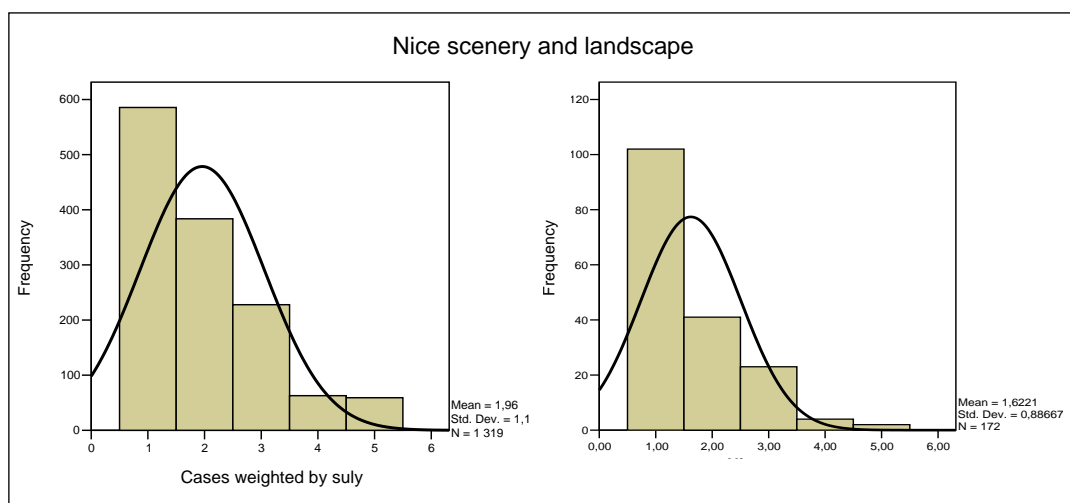 Nice scenery and landscape
Frequency
600
500
400
300
200
100
0
0 1 2 3 4 5 6
Mean = 1,96
Std. Dev. = 1,1
N = 1 319
Cases weighted by suly
Frequency
120
100
80
60
40
20
0
0,00 1,00 2,00 3,00 4,00 5,00 6,00
Mean = 1,6221
Std. Dev. = 0,88667
N = 172